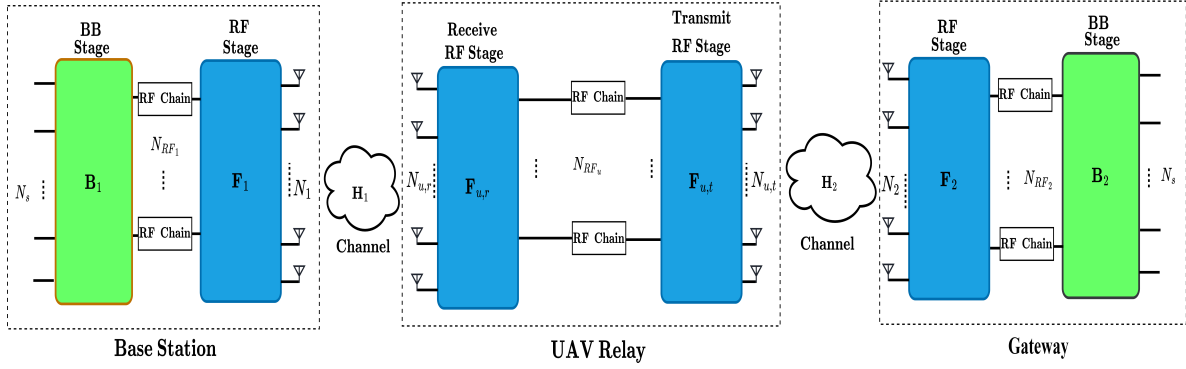 BB
Stage
RF
Stage
RF Chain
N_{RF_1}
N_s
B_1
F_1
N_1
RF Chain
Base Station
H_1
Channel
Receive
RF Stage
Transmit
RF Stage
RF Chain
N_{u,r}
F_{u,r}
N_{RF_u}
F_{u,t}
N_{u,t}
RF Chain
UAV Relay
H_2
Channel
RF
Stage
BB
Stage
RF Chain
N_2
F_2
N_{RF_2}
B_2
N_s
RF Chain
Gateway